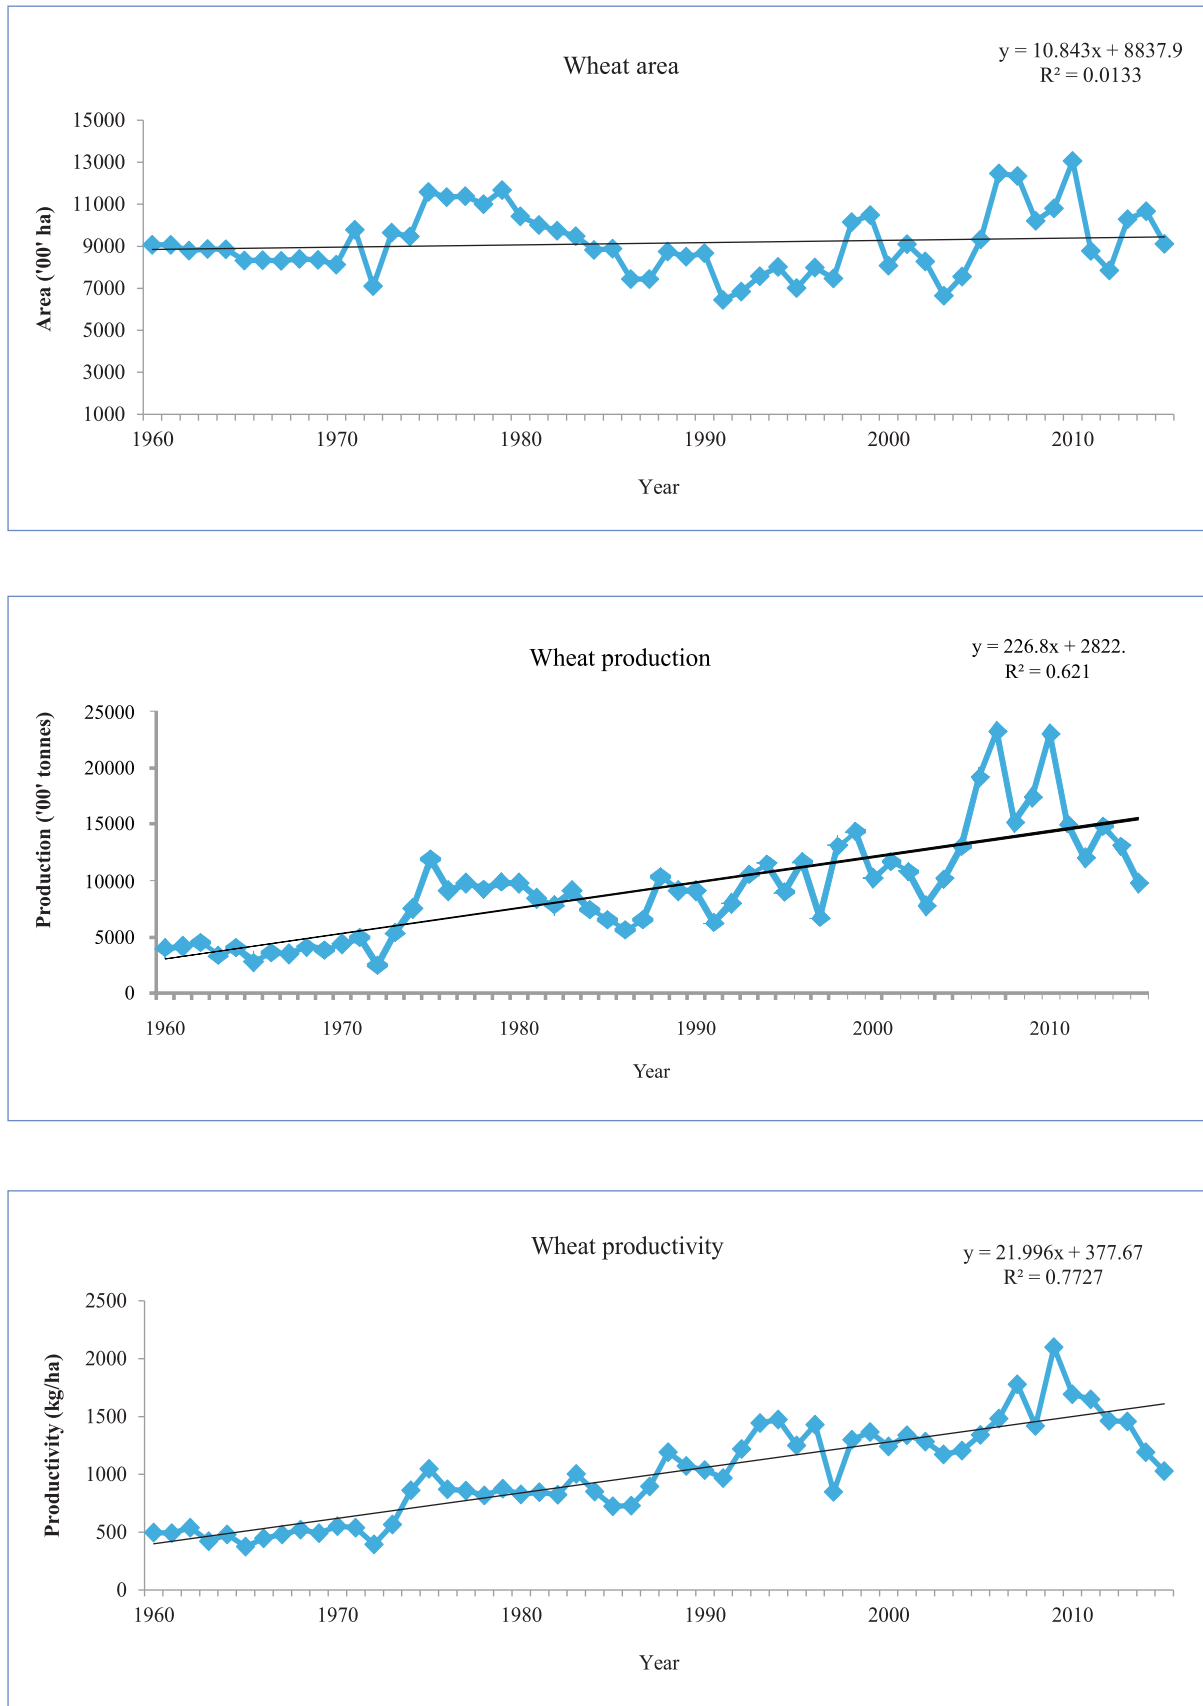 Wheat area
y = 10.843x + 8837.9
R² = 0.0133
Area ('00' ha)
15000
13000
11000
9000
7000
5000
3000
1000
1960 1970 1980 1990 2000 2010
Year
Wheat production
y = 226.8x + 2822.
R² = 0.621
Production ('00' tonnes)
25000
20000
15000
10000
5000
0
1960 1970 1980 1990 2000 2010
Year
Wheat productivity
y = 21.996x + 377.67
R² = 0.7727
Productivity (kg/ha)
2500
2000
1500
1000
500
0
1960 1970 1980 1990 2000 2010
Year